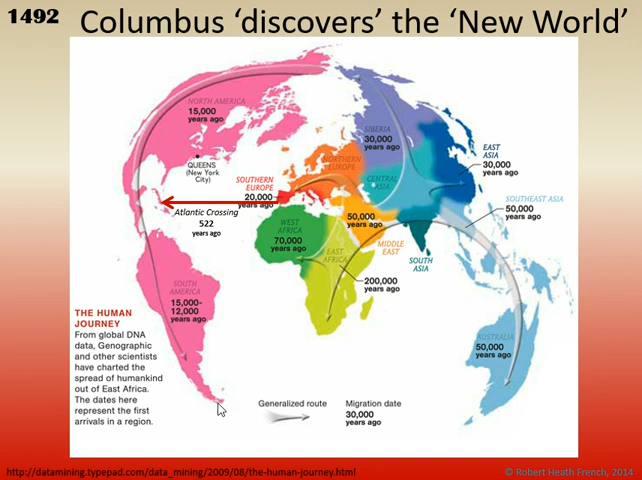 1492 Columbus ‘discovers’ the ‘New World’
NORTH AMERICA
15,000
years ago
QUEENS
(New York
City)
SIBERIA
30,000
years ago
EAST
ASIA
30,000
years ago
NORTHERN
EUROPE
SOUTHERN
EUROPE
20,000
years ago
CENTRAL
ASIA
SOUTHEAST ASIA
50,000
years ago
Atlantic Crossing
522
years ago
WEST
AFRICA
70,000
years ago
50,000
years ago
MIDDLE
EAST
SOUTH
ASIA
EAST
AFRICA
200,000
years ago
SOUTH
AMERICA
15,000-
12,000
years ago
AUSTRALIA
50,000
years ago
THE HUMAN
JOURNEY
From global DNA
data, Genographic
and other scientists
have charted the
spread of humankind
out of East Africa.
The dates here
represent the first
arrivals in a region.
Generalized route
Migration date
30,000
years ago
http://datamining.typepad.com/data_mining/2009/08/the-human-journey.html
© Robert Heath French, 2014